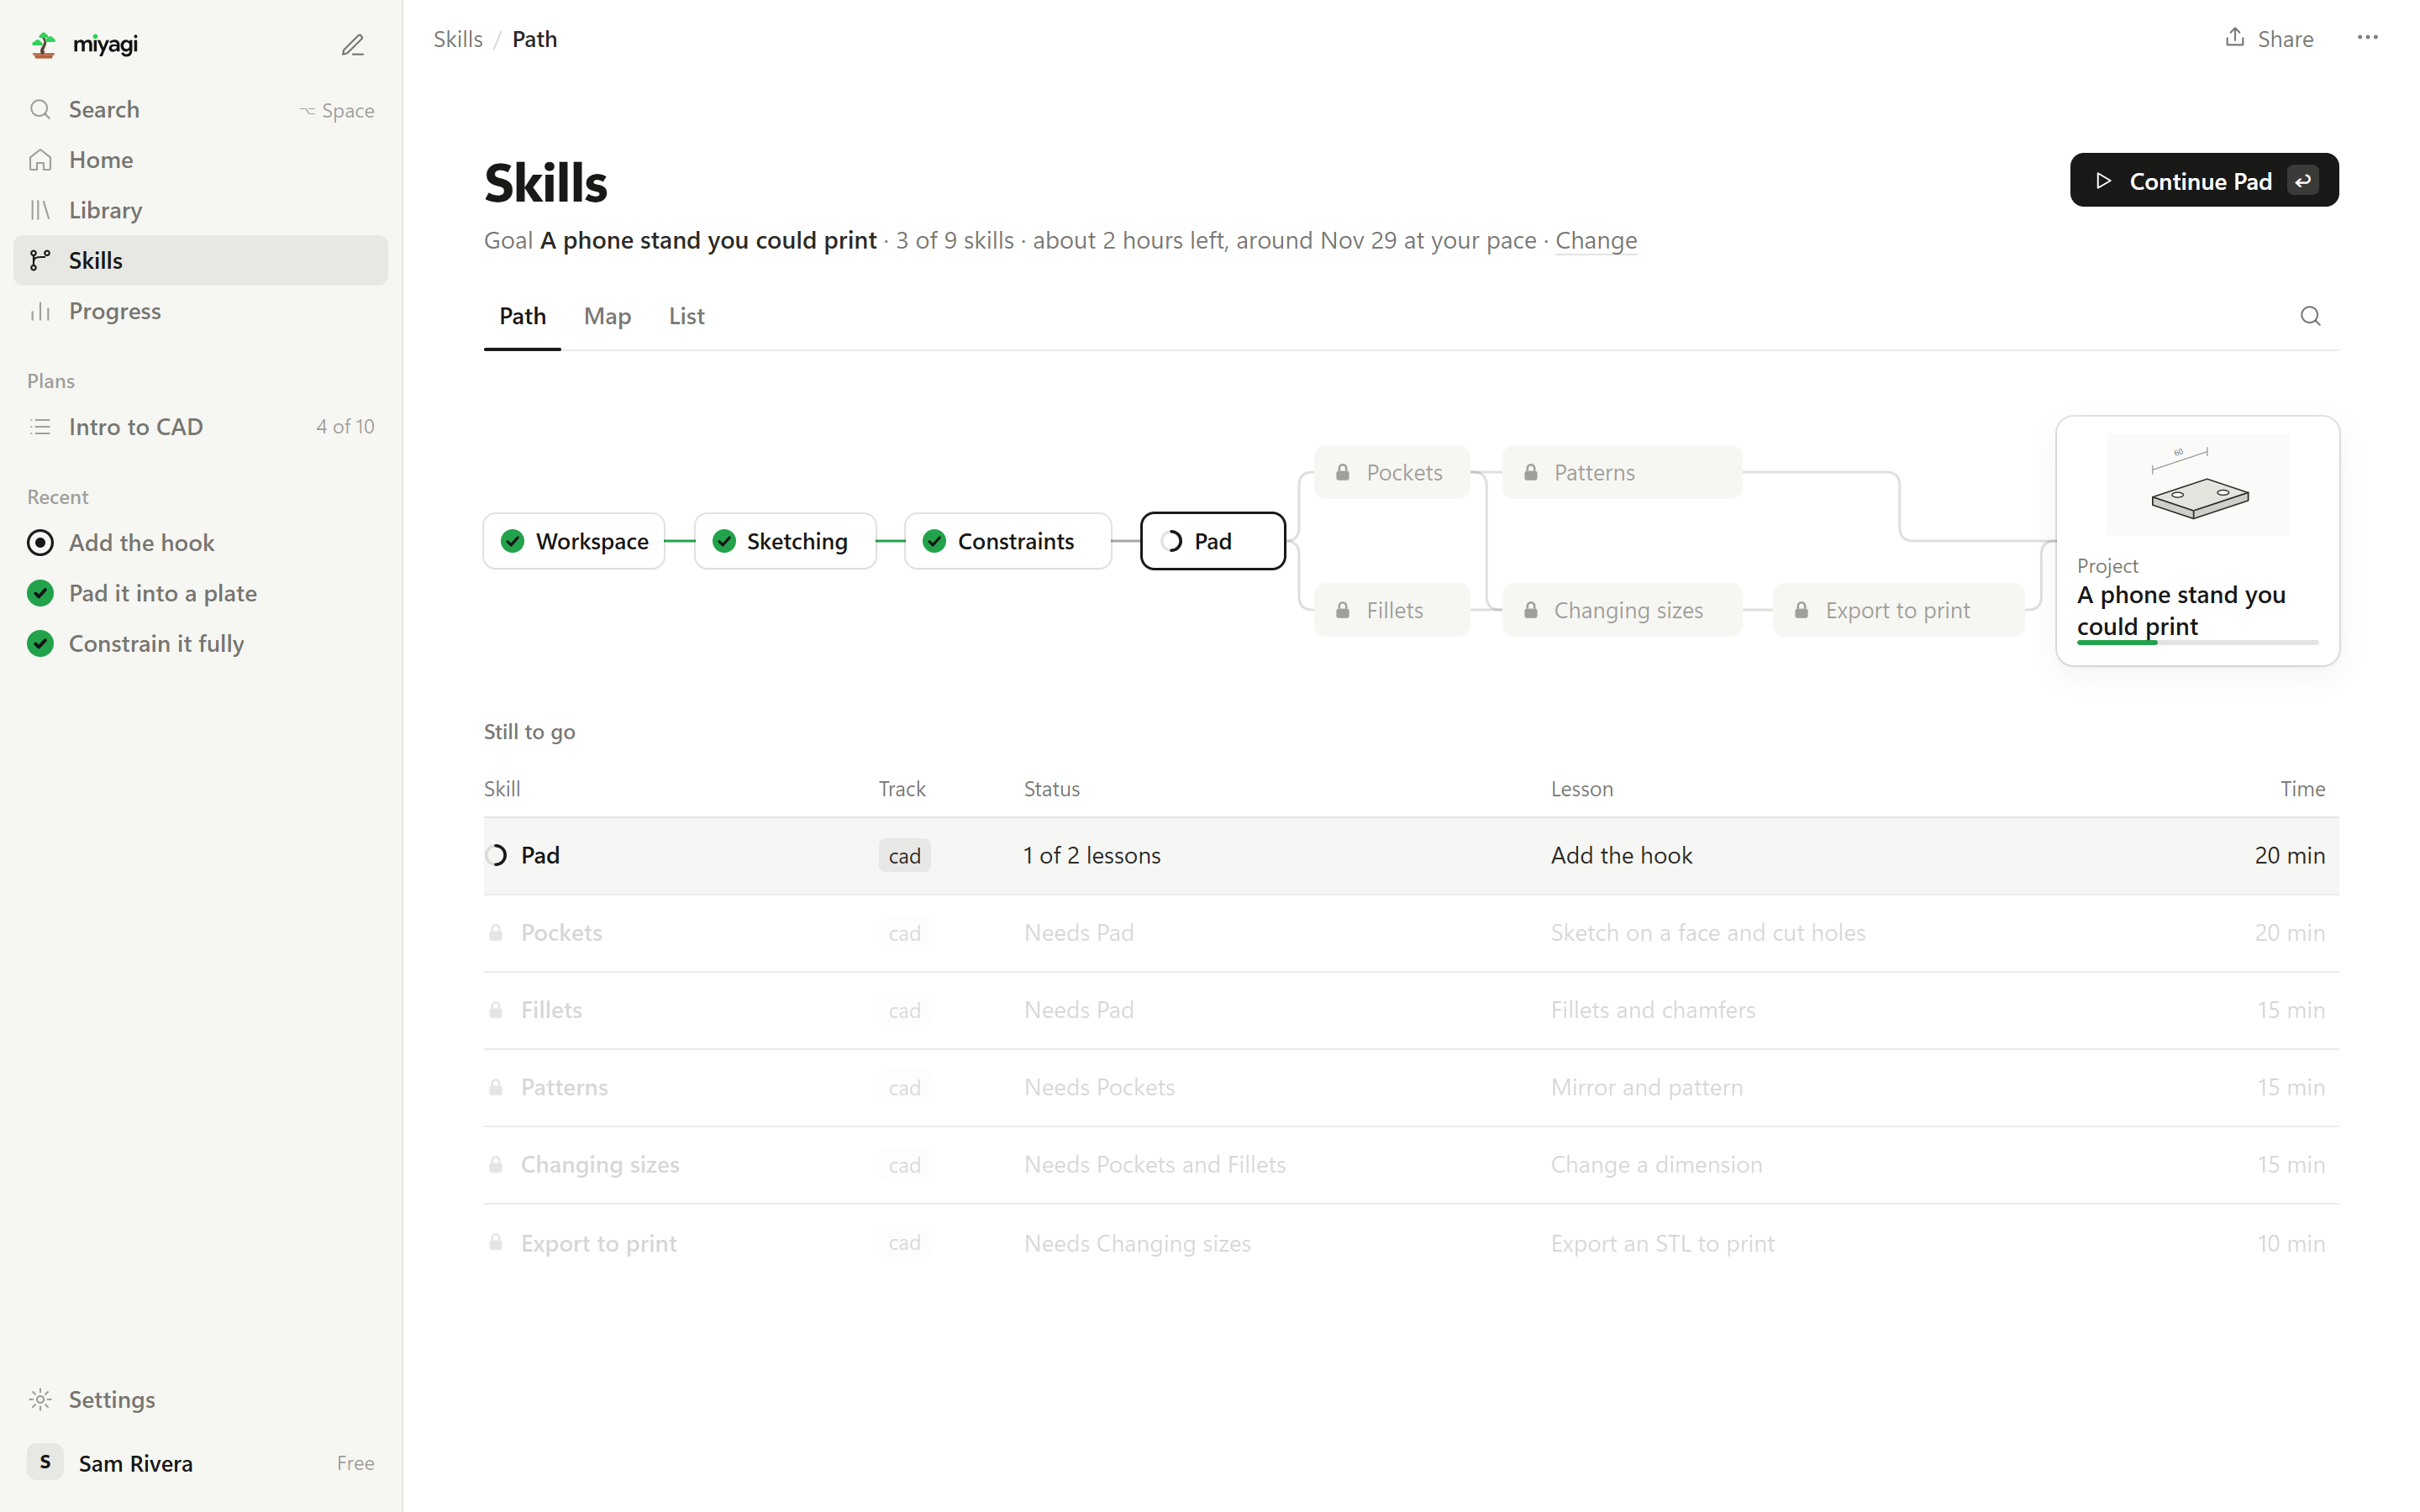 miyagi
Search ⌥ Space
Home
Library
Skills
Progress
Plans
Intro to CAD 4 of 10
Recent
Add the hook
Pad it into a plate
Constrain it fully
Settings
S Sam Rivera Free
Skills / Path
Share
Skills
Continue Pad
Goal A phone stand you could print · 3 of 9 skills · about 2 hours left, around Nov 29 at your pace · Change
Path Map List
Workspace
Sketching
Constraints
Pad
Pockets
Patterns
Fillets
Changing sizes
Export to print
60
Project
A phone stand you
could print
Still to go
Skill Track Status Lesson Time
Pad cad 1 of 2 lessons Add the hook 20 min
Pockets cad Needs Pad Sketch on a face and cut holes 20 min
Fillets cad Needs Pad Fillets and chamfers 15 min
Patterns cad Needs Pockets Mirror and pattern 15 min
Changing sizes cad Needs Pockets and Fillets Change a dimension 15 min
Export to print cad Needs Changing sizes Export an STL to print 10 min